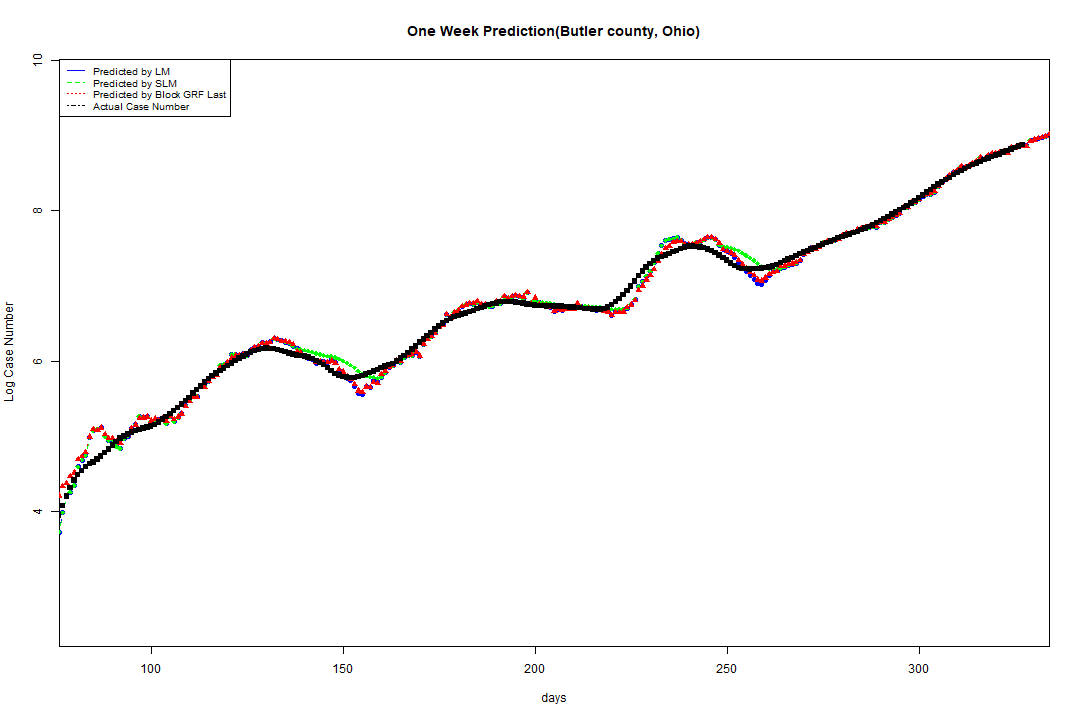 One Week Prediction(Butler county, Ohio)
Predicted by LM
Predicted by SLM
Predicted by Block GRF Last
Actual Case Number
10
8
6
4
Log Case Number
100 150 200 250 300
days